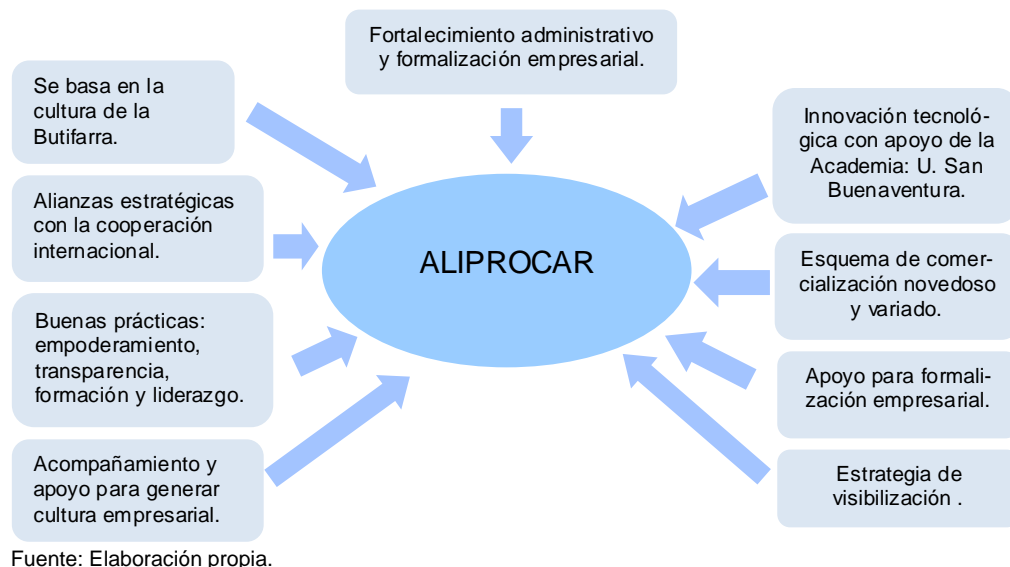 Fortalecimiento administrativo
y formalización empresarial.
Se basa en la
cultura de la
Butifarra.
Alianzas estratégicas
con la cooperación
internacional.
Buenas prácticas:
empoderamiento,
transparencia,
formación y liderazgo.
Acompañamiento y
apoyo para generar
cultura empresarial.
ALIPROCAR
Innovación tecnoló-
gica con apoyo de la
Academia: U. San
Buenaventura.
Esquema de comer-
cialización novedoso
y variado.
Apoyo para formali-
zación empresarial.
Estrategia de
visibilización .
Fuente: Elaboración propia.